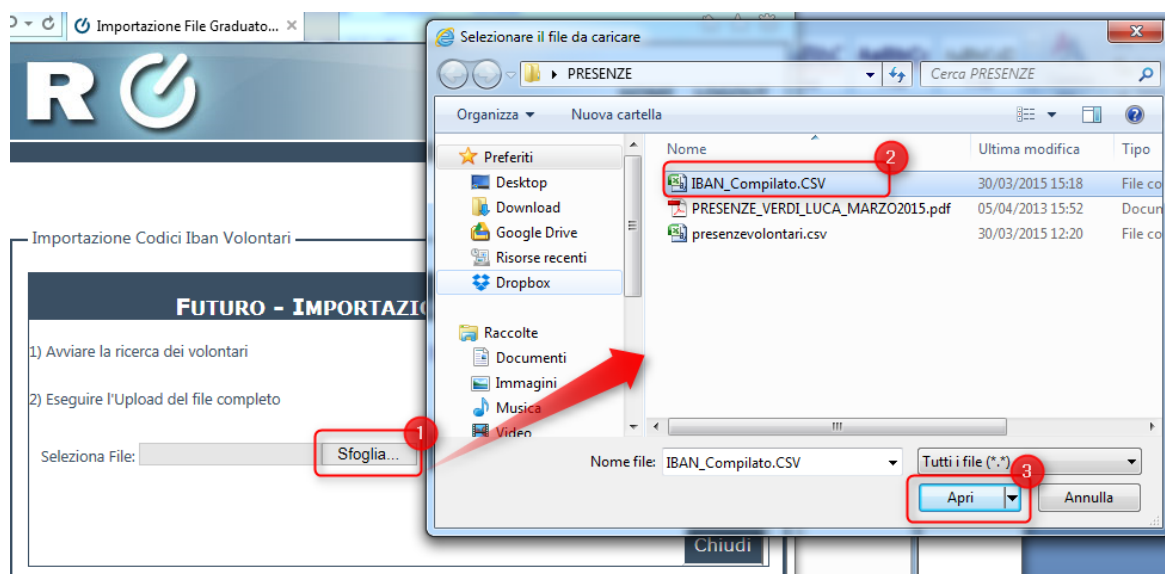 Importazione File Graduato...
R
Importazione Codici Iban Volontari
FUTURO - IMPORTAZI
1) Avviare la ricerca dei volontari
2) Eseguire l'Upload del file completo
Seleziona File:
Sfoglia...
1
Chiudi
Selezionare il file da caricare
PRESENZE
Cerca PRESENZE
Organizza
Nuova cartella
Preferiti
Desktop
Download
Google Drive
Risorse recenti
Dropbox
Raccolte
Documenti
Immagini
Musica
Video
Nome
Ultima modifica
Tipo
2
IBAN_Compilato.CSV
30/03/2015 15:18
File co
PRESENZE_VERDI_LUCA_MARZO2015.pdf
05/04/2013 15:52
Docun
presenzevolontari.csv
30/03/2015 12:20
File co
Nome file:
IBAN_Compilato.CSV
Tutti i file (*.*)
3
Apri
Annulla